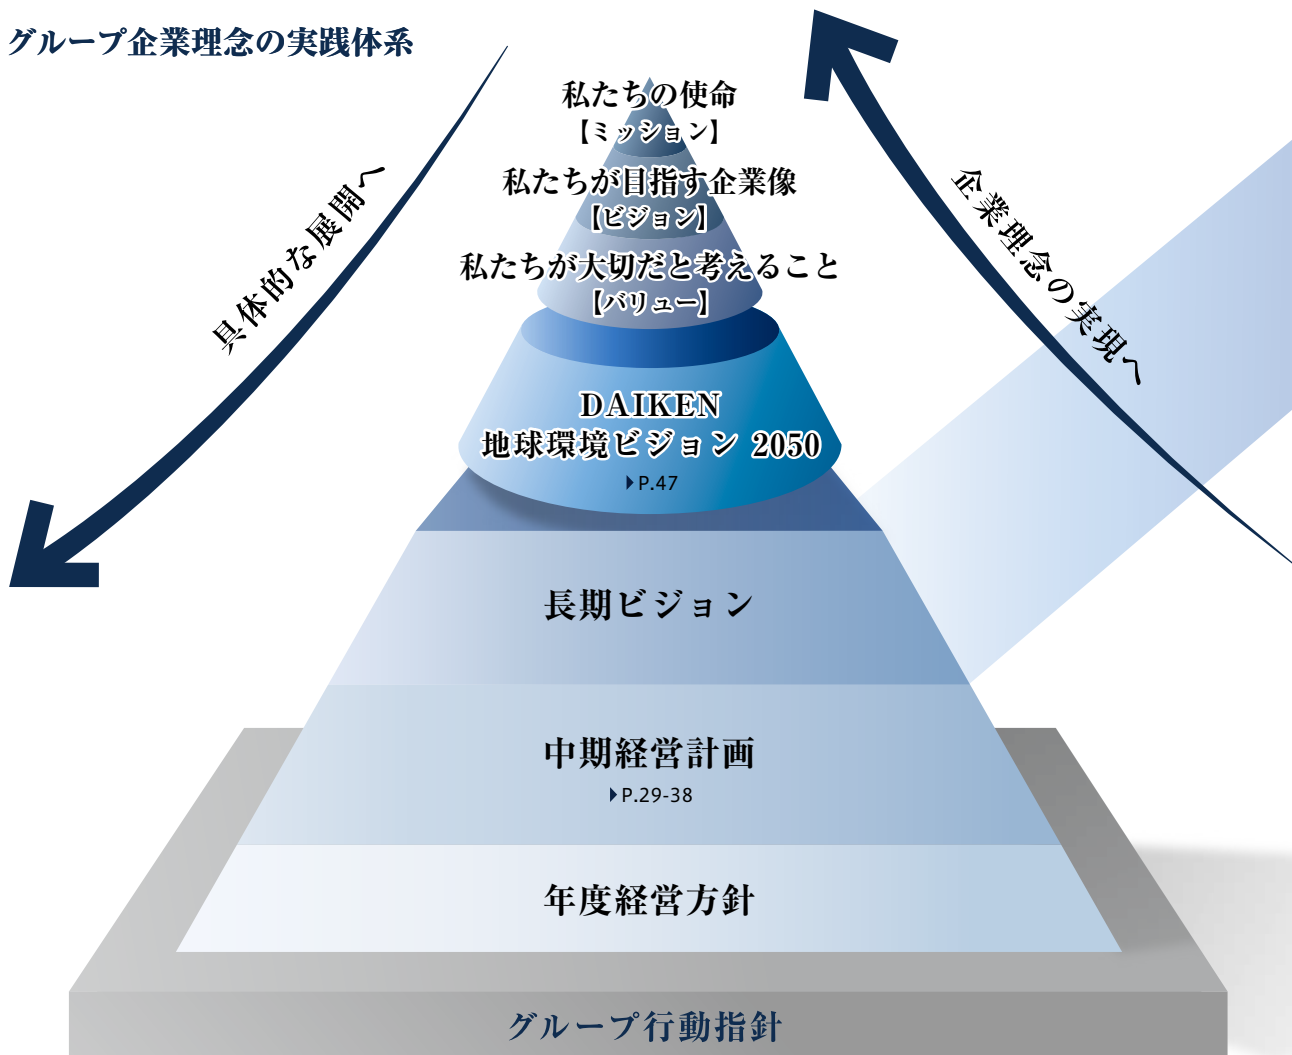 グループ企業理念の実践体系
私たちの使命
【ミッション】
私たちが目指す企業像
【ビジョン】
私たちが大切だと考えること
【バリュー】
具体的な展開へ
企業理念の実現へ
DAIKEN
地球環境ビジョン 2050
P.47
長期ビジョン
中期経営計画
P.29-38
年度経営方針
グループ行動指針